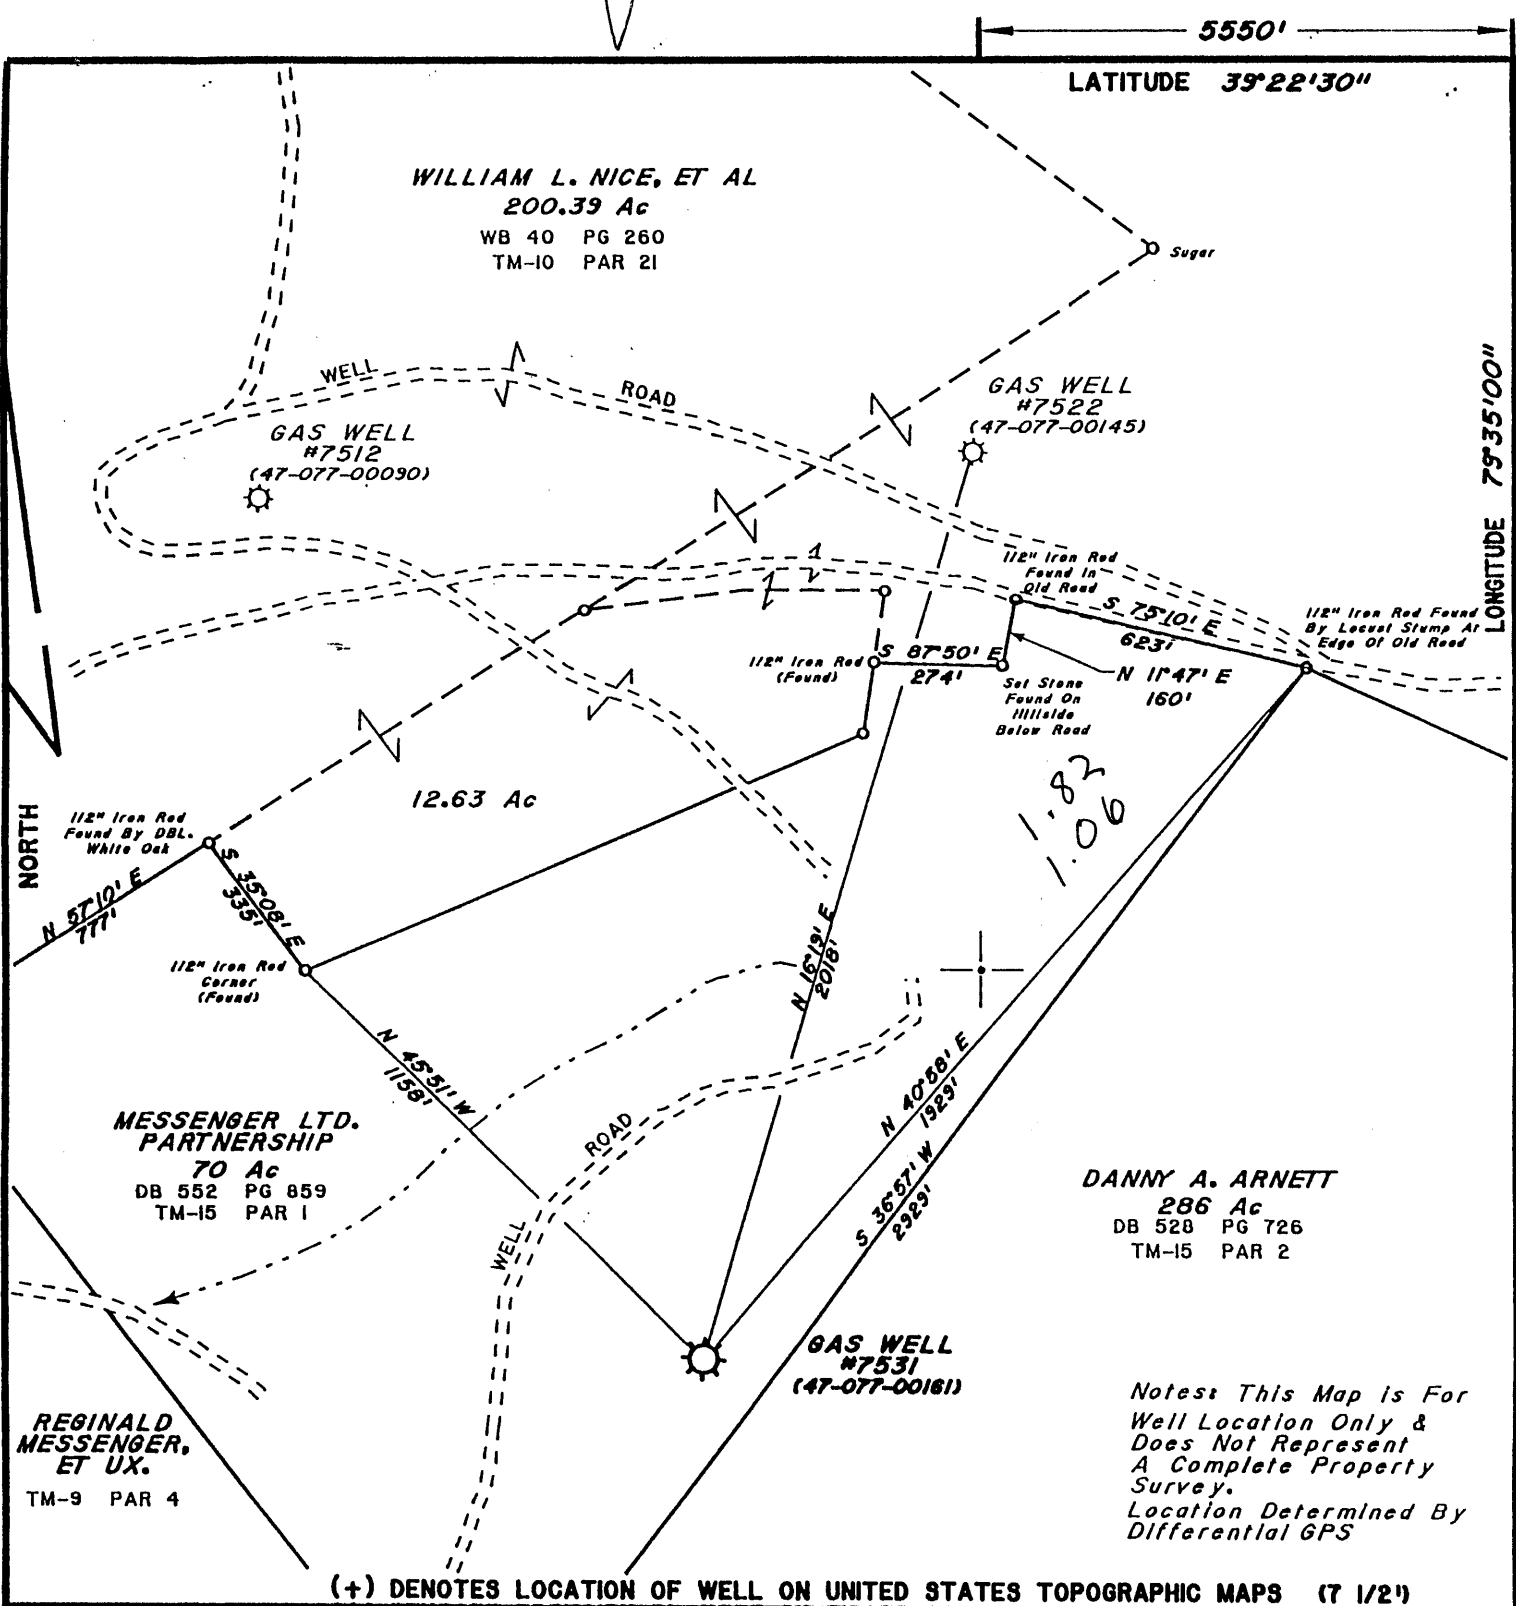 5550'
LATITUDE 39°22'30"
WILLIAM L. NICE, ET AL
200.39 Ac
WB 40 PG 260
TM-10 PAR 21
Sugar
WELL
ROAD
GAS WELL
#7522
(47-077-00145)
GAS WELL
#7512
(47-077-00090)
LONGITUDE 79°35'00"
1/2" Iron Rod
Found In
Old Road
S 75°10' E
623'
1/2" Iron Rod Found
By Locust Stump At
Edge Of Old Road
1/2" Iron Rod
(Found)
S 87°50' E
274'
N 11°47' E
160'
Set Stone
Found On
Hillside
Below Road
1.82
1.06
12.63 Ac
NORTH
1/2" Iron Rod
Found By DBL.
White Oak
N 57°10' E
777'
S 35°08' E
335'
1/2" Iron Rod
Corner
(Found)
N 16°19' E
2018'
N 45°51' W
1158'
N 40°58' E
1929'
S 36°57' W
2929'
MESSENGER LTD.
PARTNERSHIP
70 Ac
DB 552 PG 859
TM-15 PAR 1
ROAD
WELL
DANNY A. ARNETT
286 Ac
DB 528 PG 726
TM-15 PAR 2
GAS WELL
#7531
(47-077-00161)
REGINALD
MESSENGER,
ET UX.
TM-9 PAR 4
Notes: This Map is For
Well Location Only &
Does Not Represent
A Complete Property
Survey.
Location Determined By
Differential GPS
(+) DENOTES LOCATION OF WELL ON UNITED STATES TOPOGRAPHIC MAPS (7 1/2')